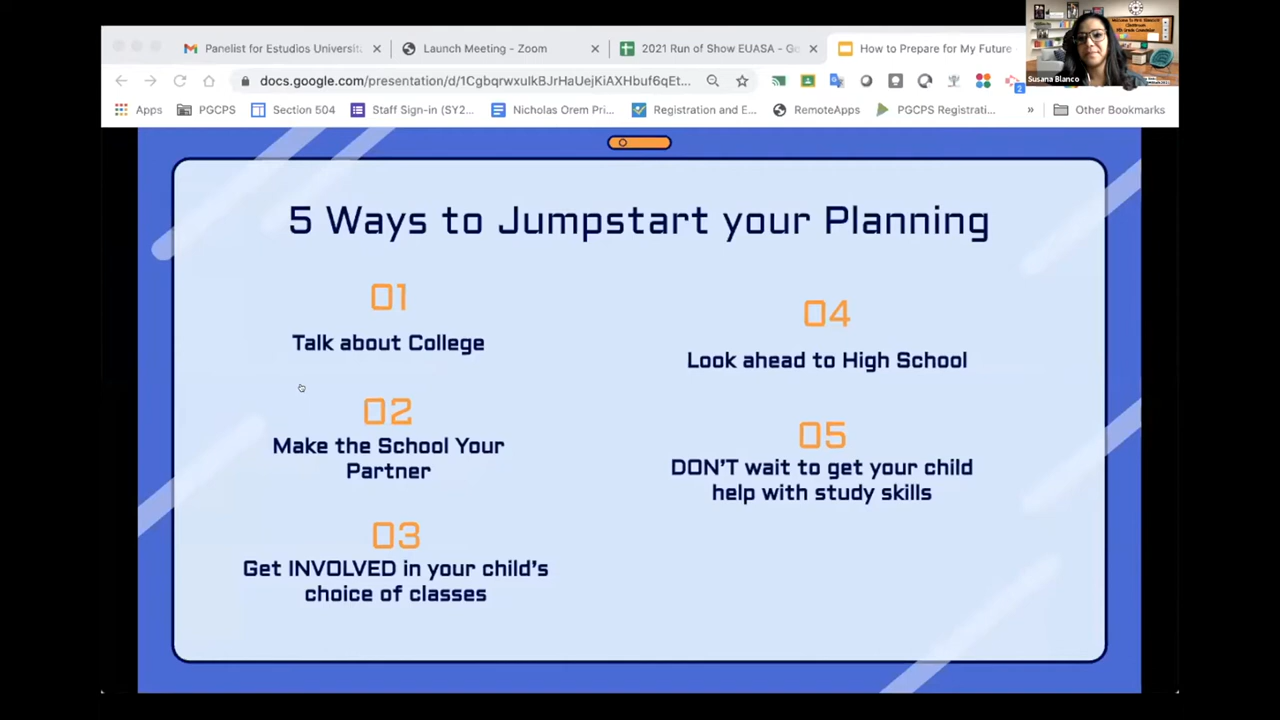 Panelist for Estudios Universita
Launch Meeting - Zoom
2021 Run of Show EUASA - Go
How to Prepare for My Future
docs.google.com/presentation/d/1CgbqrwxulkBJrHaUejKiAXHbuf6qEt...
2
Apps
PGCPS
Section 504
Staff Sign-in (SY2...
Nicholas Orem Pri...
Registration and E...
RemoteApps
PGCPS Registrati...
»
Other Bookmarks
Susana Blanco
5 Ways to Jumpstart your Planning
01
Talk about College
02
Make the School Your
Partner
03
Get INVOLVED in your child's
choice of classes
04
Look ahead to High School
05
DON'T wait to get your child
help with study skills